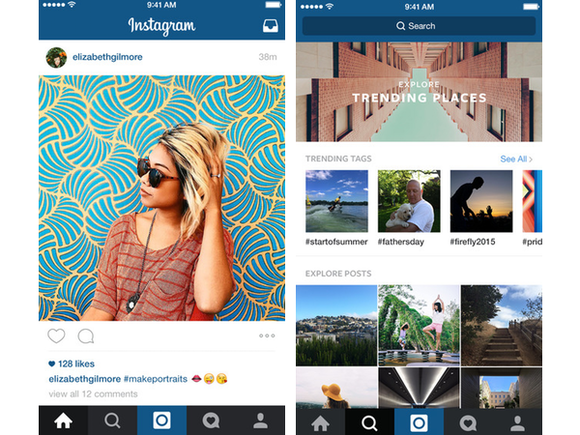 9:41 AM
Instagram
elizabethgilmore
38m
128 likes
elizabethgilmore #makeportraits 
view all 12 comments
9:41 AM
Search
EXPLORE
TRENDING PLACES
TRENDING TAGS
See All >
#startofsummer
#fathersday
#firefly2015
#prid
EXPLORE POSTS